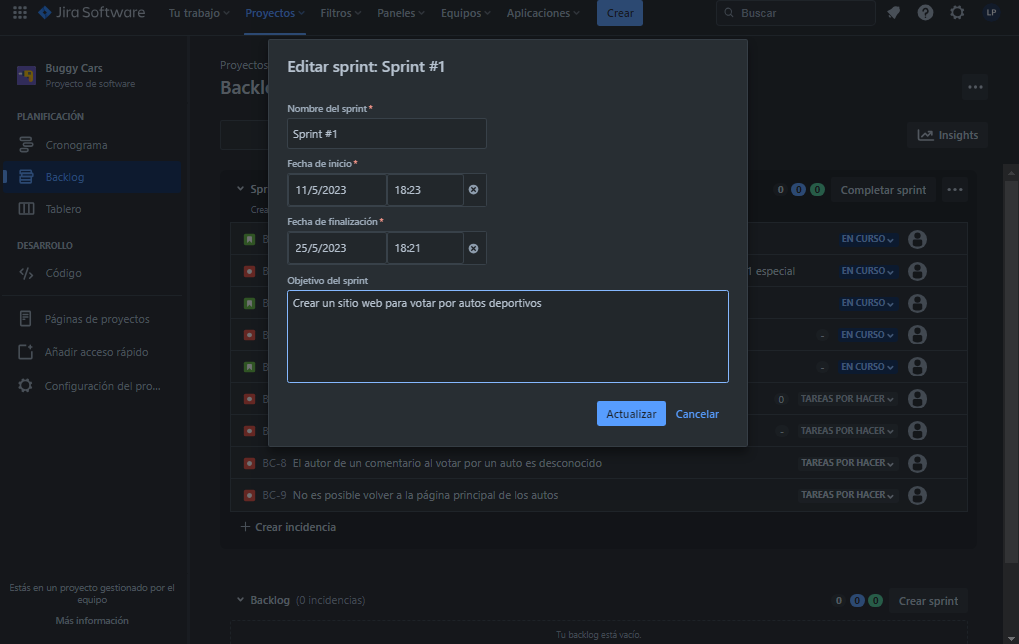 Jira Software Tu trabajo Proyectos Filtros Paneles Equipos Aplicaciones Crear Buscar LP
Buggy Cars
Proyecto de software
PLANIFICACIÓN
Cronograma
Backlog
Tablero
DESARROLLO
Código
Páginas de proyectos
Añadir acceso rápido
Configuración del pro...
Estás en un proyecto gestionado por el
equipo
Más información
Proyectos
Insights
0 0 0 Completar sprint
Editar sprint: Sprint #1
Nombre del sprint*
Sprint #1
Fecha de inicio*
11/5/2023 18:23
Fecha de finalización*
25/5/2023 18:21
Objetivo del sprint
Crear un sitio web para votar por autos deportivos
Actualizar Cancelar
EN CURSO
1 especial EN CURSO
EN CURSO
- EN CURSO
- EN CURSO
0 TAREAS POR HACER
- TAREAS POR HACER
BC-8 El autor de un comentario al votar por un auto es desconocido TAREAS POR HACER
BC-9 No es posible volver a la página principal de los autos TAREAS POR HACER
+ Crear incidencia
Backlog (0 incidencias) 0 0 0 Crear sprint
Tu backlog está vacío.